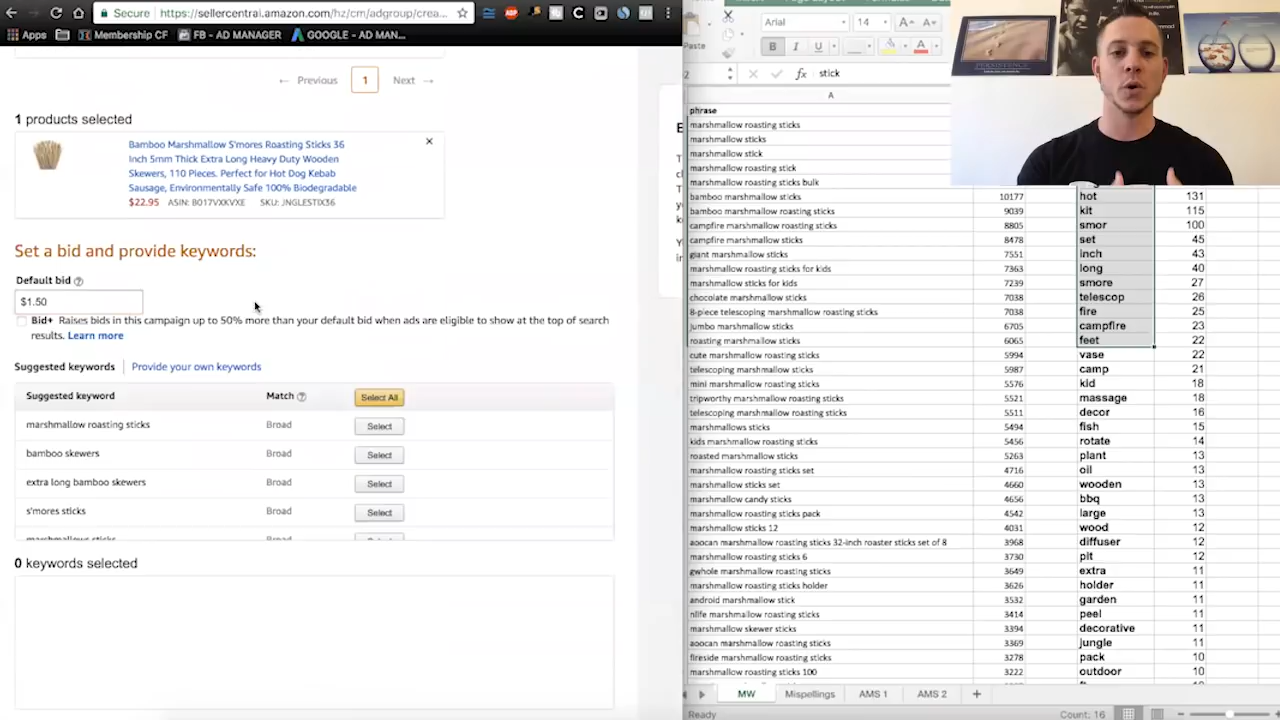 Secure
https://sellercentral.amazon.com/hz/cm/adgroup/crea...
Apps
Membership CF
FB - AD MANAGER
GOOGLE - AD MAN...
← Previous 1 Next →
1 products selected
Bamboo Marshmallow S'mores Roasting Sticks 36
Inch 5mm Thick Extra Long Heavy Duty Wooden
Skewers, 110 Pieces. Perfect for Hot Dog Kebab
Sausage, Environmentally Safe 100% Biodegradable
$22.95 ASIN: B017VXKVXE SKU: JNGLESTIX36
Set a bid and provide keywords:
Default bid
$1.50
Bid+ Raises bids in this campaign up to 50% more than your default bid when ads are eligible to show at the top of search
results. Learn more
Suggested keywords | Provide your own keywords
Suggested keyword Match Select All
marshmallow roasting sticks Broad Select
bamboo skewers Broad Select
extra long bamboo skewers Broad Select
s'mores sticks Broad Select
marshmallows sticks Broad Select
0 keywords selected
Arial 14
B I U
fx stick
A
phrase
marshmallow roasting sticks
marshmallow sticks
marshmallow stick
marshmallow roasting stick
marshmallow roasting sticks bulk
bamboo marshmallow sticks 10177 hot 131
bamboo marshmallow roasting sticks 9039 kit 115
campfire marshmallow roasting sticks 8805 smor 100
campfire marshmallow sticks 8478 set 45
giant marshmallow sticks 7551 inch 43
marshmallow roasting sticks for kids 7363 long 40
marshmallow sticks for kids 7239 smore 27
chocolate marshmallow sticks 7038 telescop 26
8-piece telescoping marshmallow roasting sticks 7038 fire 25
jumbo marshmallow sticks 6705 campfire 23
roasting marshmallow sticks 6065 feet 22
cute marshmallow roasting sticks 5994 vase 22
telescoping marshmallow sticks 5987 camp 21
mini marshmallow roasting sticks 5576 kid 18
tripworthy marshmallow roasting sticks 5521 massage 18
telescoping marshmallow roasting sticks 5511 decor 16
marshmallows sticks 5494 fish 15
kids marshmallow roasting sticks 5456 rotate 14
roasted marshmallow sticks 5263 plant 13
marshmallow roasting sticks set 4716 oil 13
marshmallow sticks set 4660 wooden 13
marshmallow candy sticks 4656 bbq 13
marshmallow roasting sticks pack 4542 large 13
marshmallow sticks 12 4031 wood 12
aoocan marshmallow roasting sticks 32-inch roaster sticks set of 8 3968 diffuser 12
marshmallow roasting sticks 6 3730 pit 12
gwhole marshmallow roasting sticks 3649 extra 11
marshmallow roasting sticks holder 3626 holder 11
android marshmallow stick 3532 garden 11
nllfe marshmallow roasting sticks 3414 peel 11
marshmallow skewer sticks 3394 decorative 11
aoocan marshmallow roasting sticks 3369 jungle 11
fireside marshmallow roasting sticks 3278 pack 10
marshmallow roasting sticks 100 3222 outdoor 10
MW Mispellings AMS 1 AMS 2 +
Ready Count: 16